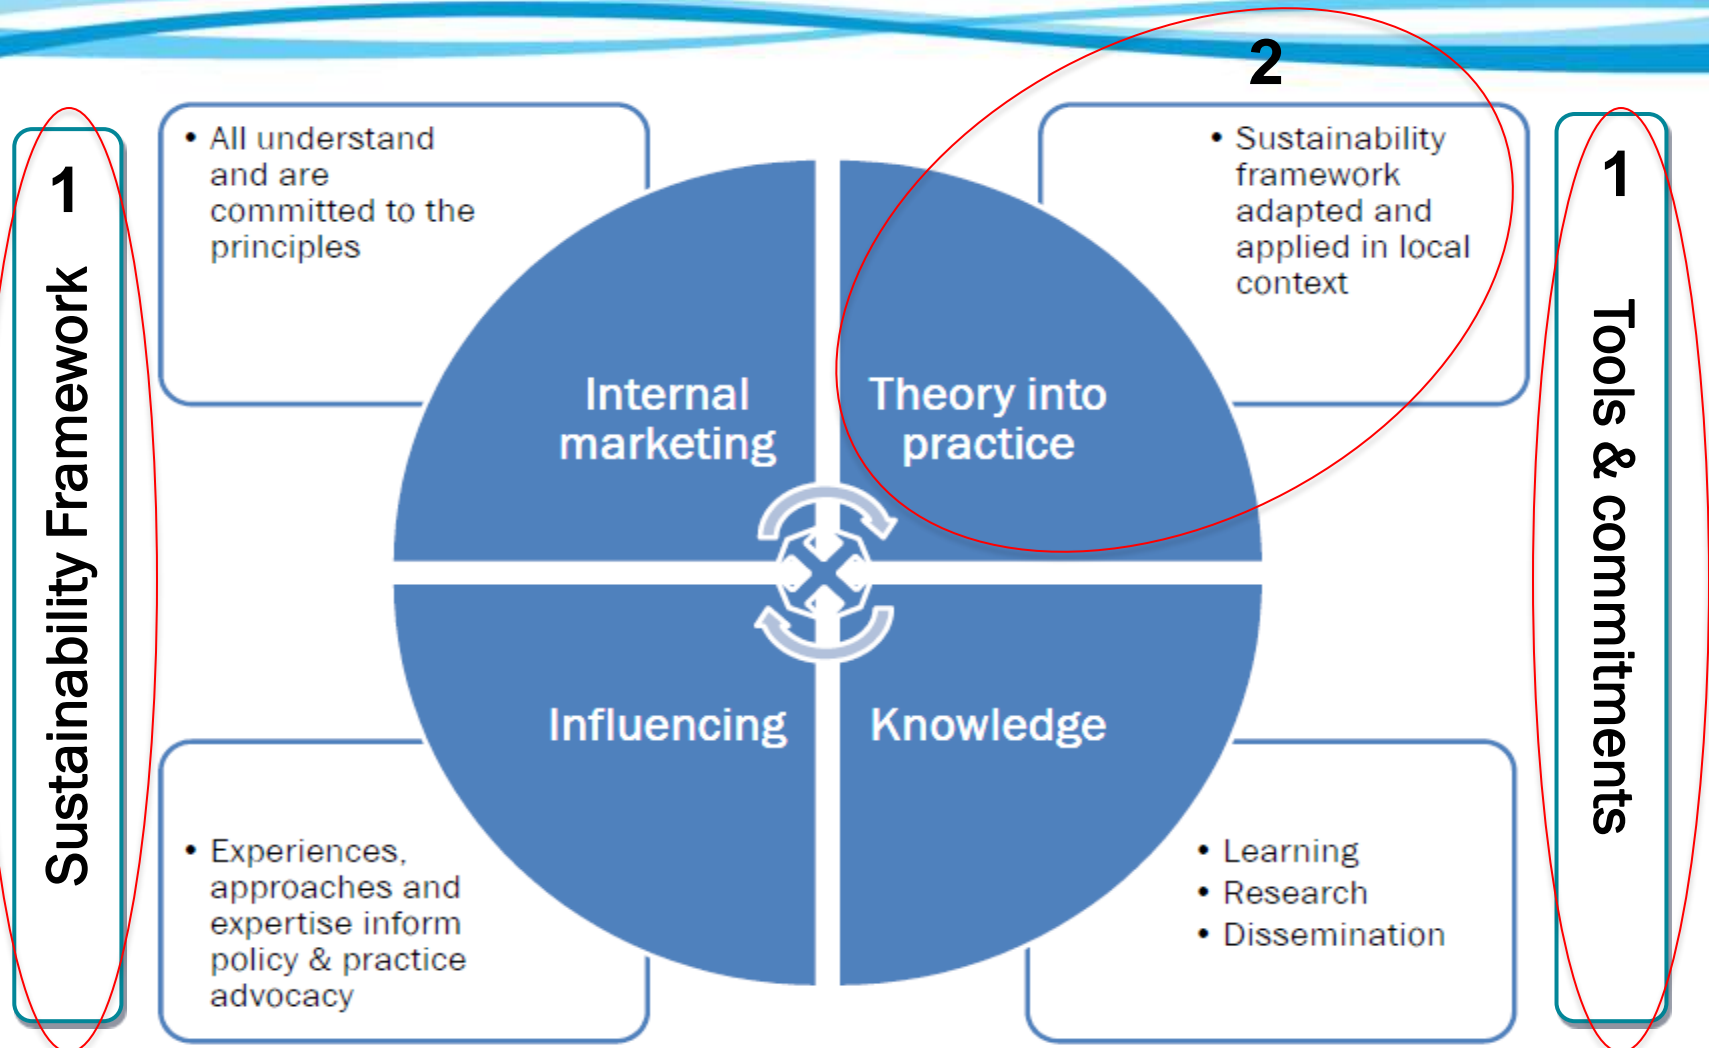 2
1
Sustainability Framework
• All understand
and are
committed to the
principles
• Sustainability
framework
adapted and
applied in local
context
1
Tools & commitments
Internal
marketing
Theory into
practice
Influencing
Knowledge
• Experiences,
approaches and
expertise inform
policy & practice
advocacy
• Learning
• Research
• Dissemination